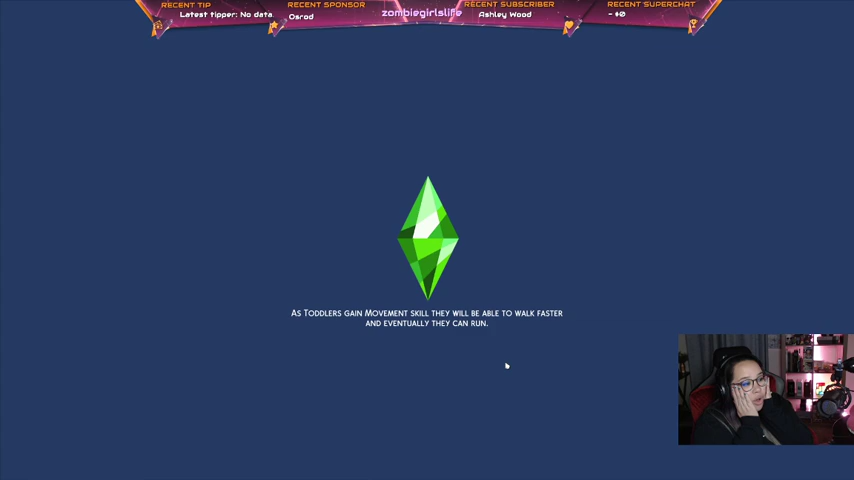 RECENT TIP
Latest tipper: No data.
RECENT SPONSOR
Osrod
zombiegirlslife
RECENT SUBSCRIBER
Ashley Wood
RECENT SUPERCHAT
- $0
AS TODDLERS GAIN MOVEMENT SKILL THEY WILL BE ABLE TO WALK FASTER
AND EVENTUALLY THEY CAN RUN.